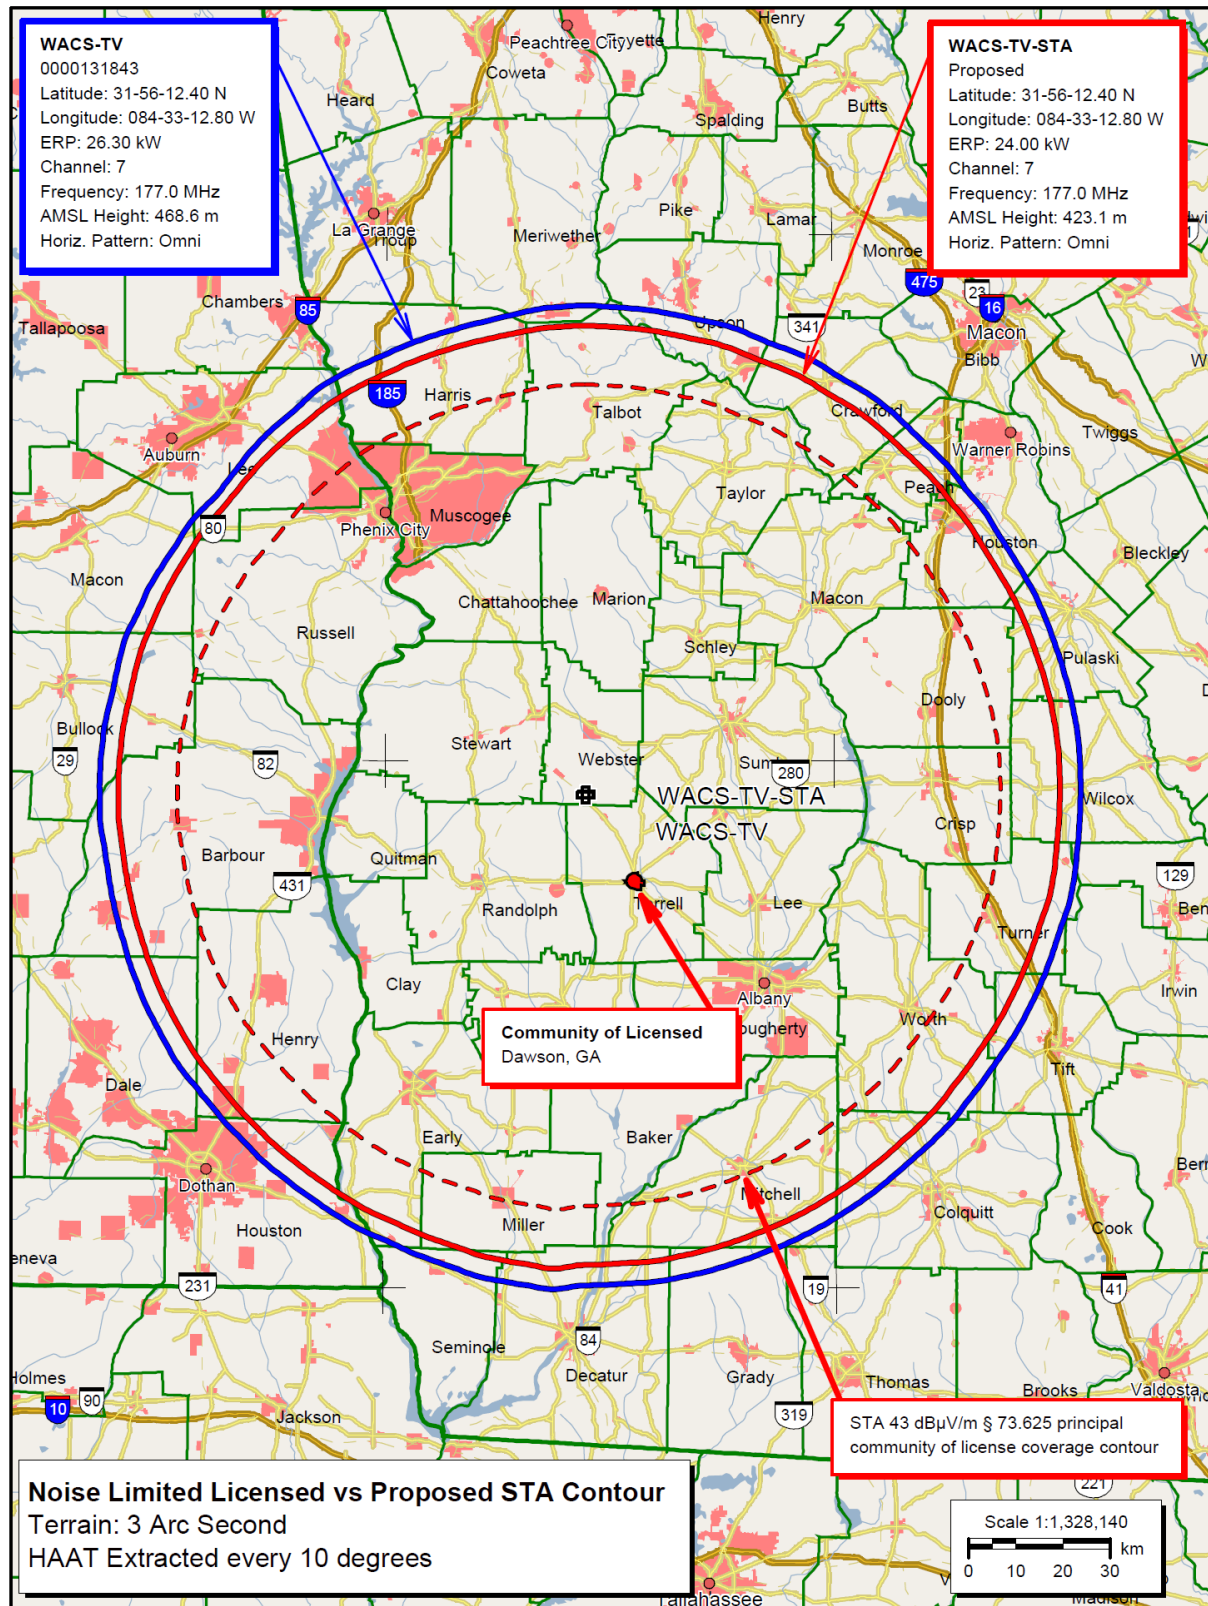 WACS-TV
0000131843
Latitude: 31-56-12.40 N
Longitude: 084-33-12.80 W
ERP: 26.30 kW
Channel: 7
Frequency: 177.0 MHz
AMSL Height: 468.6 m
Horiz. Pattern: Omni
WACS-TV-STA
Proposed
Latitude: 31-56-12.40 N
Longitude: 084-33-12.80 W
ERP: 24.00 kW
Channel: 7
Frequency: 177.0 MHz
AMSL Height: 423.1 m
Horiz. Pattern: Omni
Henry
Peachtree City
Coweta
Heard
Butts
Spalding
Pike
Lamar
La Grange
Troup
Meriwether
Monroe
475
23
Chambers
85
16
Tallapoosa
Upson
341
Macon
Bibb
185
Harris
Talbot
Crawford
Auburn
Lee
Warner Robins
Twiggs
Taylor
Peach
80
Phenix City
Muscogee
Houston
Bleckley
Macon
Chattahoochee
Marion
Macon
Russell
Schley
Pulaski
Dooly
Bullock
29
82
Stewart
Webster
280
WACS-TV-STA
Wilcox
WACS-TV
Crisp
Barbour
Quitman
431
129
Randolph
Terrell
Lee
Turner
Clay
Albany
Irwin
Worth
Community of Licensed
Dawson, GA
Henry
Tift
Dale
Early
Baker
Dothan
Mitchell
Miller
Colquitt
Houston
Cook
231
19
41
Seminole
84
Decatur
Grady
Thomas
Brooks
Valdosta
10
90
Jackson
319
STA 43 dBµV/m § 73.625 principal
community of license coverage contour
221
Noise Limited Licensed vs Proposed STA Contour
Terrain: 3 Arc Second
HAAT Extracted every 10 degrees
Scale 1:1,328,140
km
0 10 20 30
Tallahassee
Madison